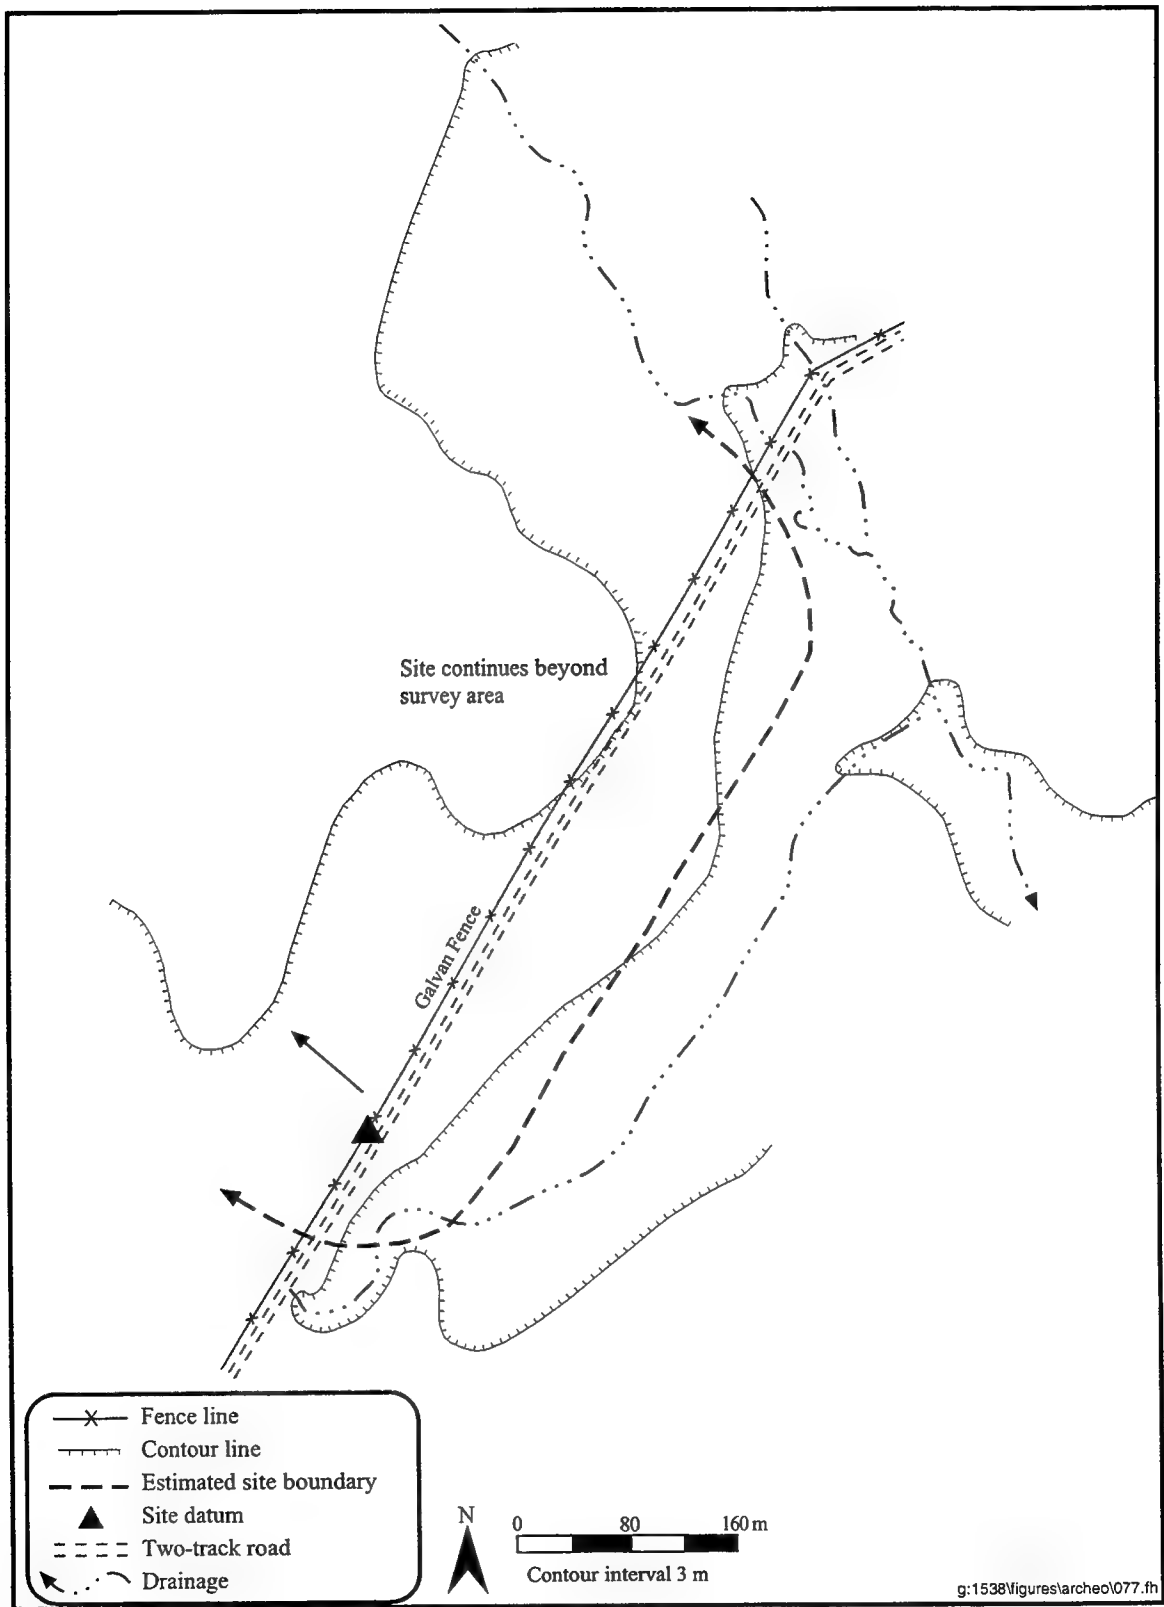 Site continues beyond
survey area
Galvan Fence
Fence line
Contour line
Estimated site boundary
Site datum
Two-track road
Drainage
N
0 80 160 m
Contour interval 3 m
g:1538\figures\archeo\077.fh